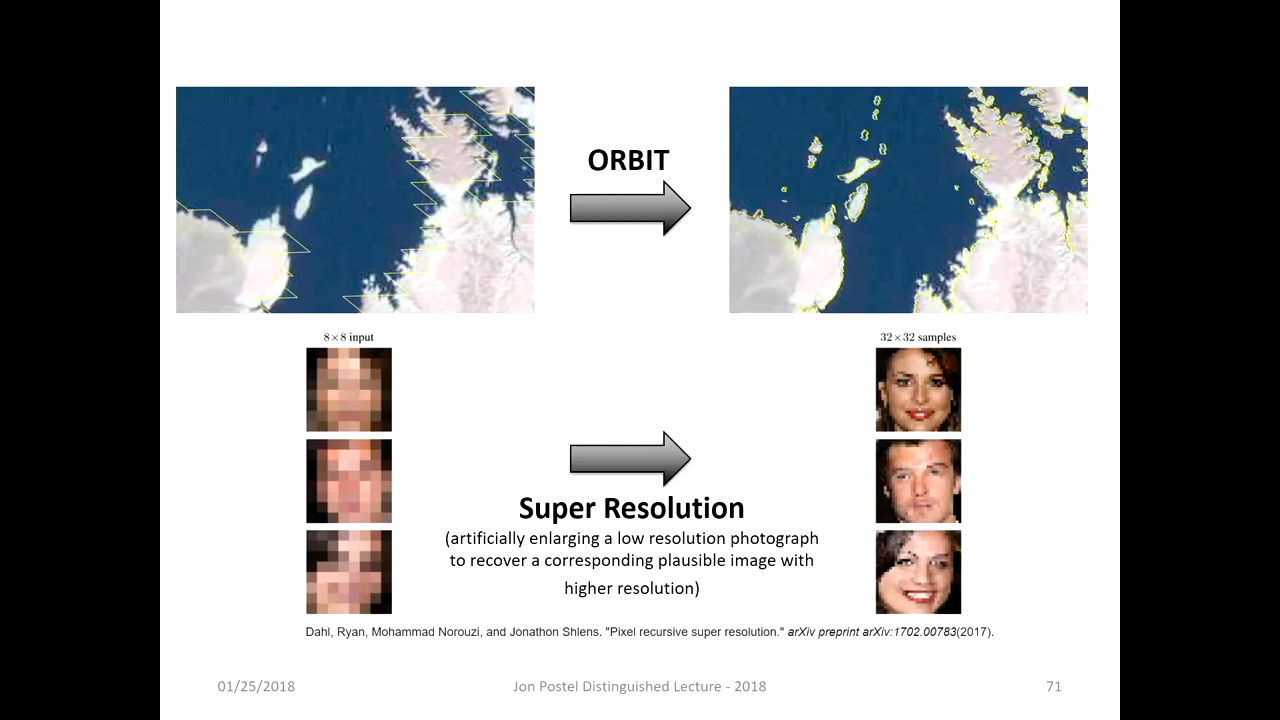 ORBIT
8×8 input
32×32 samples
Super Resolution
(artificially enlarging a low resolution photograph
to recover a corresponding plausible image with
higher resolution)
Dahl, Ryan, Mohammad Norouzi, and Jonathon Shlens. "Pixel recursive super resolution." arXiv preprint arXiv:1702.00783(2017).
01/25/2018
Jon Postel Distinguished Lecture - 2018
71